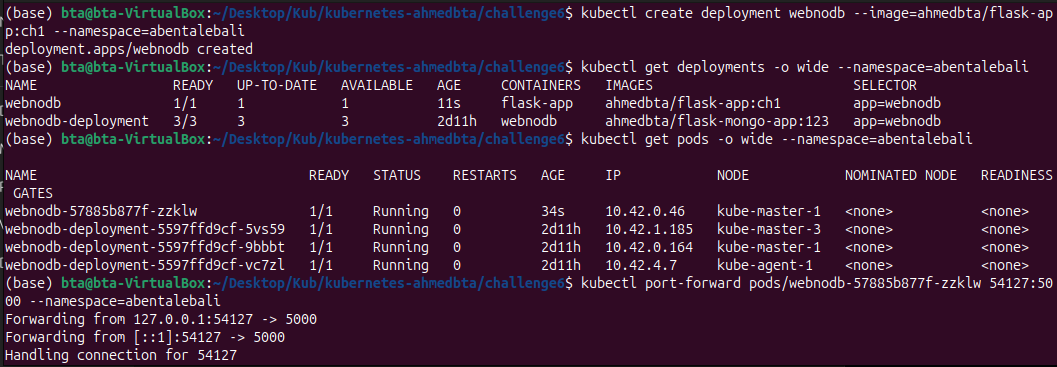 (base) bta@bta-VirtualBox:~/Desktop/Kub/kubernetes-ahmedbta/challenge6$ kubectl create deployment webnodb --image=ahmedbta/flask-ap
p:ch1 --namespace=abentalebali
deployment.apps/webnodb created
(base) bta@bta-VirtualBox:~/Desktop/Kub/kubernetes-ahmedbta/challenge6$ kubectl get deployments -o wide --namespace=abentalebali
NAME READY UP-TO-DATE AVAILABLE AGE CONTAINERS IMAGES SELECTOR
webnodb 1/1 1 1 11s flask-app ahmedbta/flask-app:ch1 app=webnodb
webnodb-deployment 3/3 3 3 2d11h webnodb ahmedbta/flask-mongo-app:123 app=webnodb
(base) bta@bta-VirtualBox:~/Desktop/Kub/kubernetes-ahmedbta/challenge6$ kubectl get pods -o wide --namespace=abentalebali
NAME READY STATUS RESTARTS AGE IP NODE NOMINATED NODE READINESS
GATES
webnodb-57885b877f-zzklw 1/1 Running 0 34s 10.42.0.46 kube-master-1 <none> <none>
webnodb-deployment-5597ffd9cf-5vs59 1/1 Running 0 2d11h 10.42.1.185 kube-master-3 <none> <none>
webnodb-deployment-5597ffd9cf-9bbbt 1/1 Running 0 2d11h 10.42.0.164 kube-master-1 <none> <none>
webnodb-deployment-5597ffd9cf-vc7zl 1/1 Running 0 2d11h 10.42.4.7 kube-agent-1 <none> <none>
(base) bta@bta-VirtualBox:~/Desktop/Kub/kubernetes-ahmedbta/challenge6$ kubectl port-forward pods/webnodb-57885b877f-zzklw 54127:50
00 --namespace=abentalebali
Forwarding from 127.0.0.1:54127 -> 5000
Forwarding from [::1]:54127 -> 5000
Handling connection for 54127